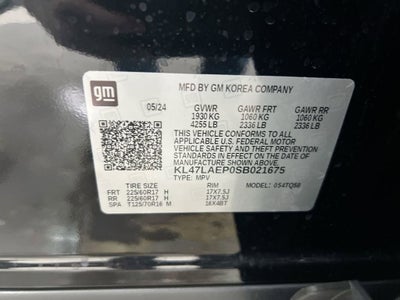 gm
MFD BY GM KOREA COMPANY
05/24 GVWR GAWR FRT GAWR RR
1930 KG 1060 KG 1060 KG
4255 LB 2336 LB 2336 LB
THIS VEHICLE CONFORMS TO ALL
APPLICABLE U.S. FEDERAL MOTOR
VEHICLE SAFETY AND THEFT PREVENTION
STANDARDS IN EFFECT ON THE DATE
OF MANUFACTURE SHOWN ABOVE.
KL47LAEP0SB021675
TYPE: MPV
TIRE SIZE RIM MODEL: 0S4TQ58
FRT 225/60R17 H 17X7.5J
RR 225/60R17 H 17X7.5J
SPA T125/70R16 M 16X4BT